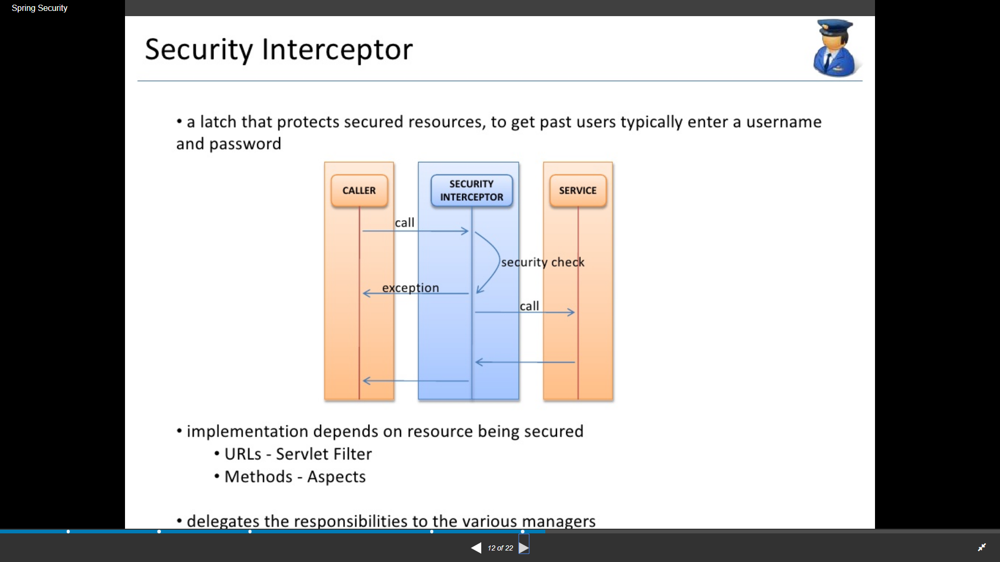 Spring Security
Security Interceptor
• a latch that protects secured resources, to get past users typically enter a username
and password
CALLER
SECURITY
INTERCEPTOR
SERVICE
call
security check
exception
call
• implementation depends on resource being secured
• URLs - Servlet Filter
• Methods - Aspects
• delegates the responsibilities to the various managers
12 of 22